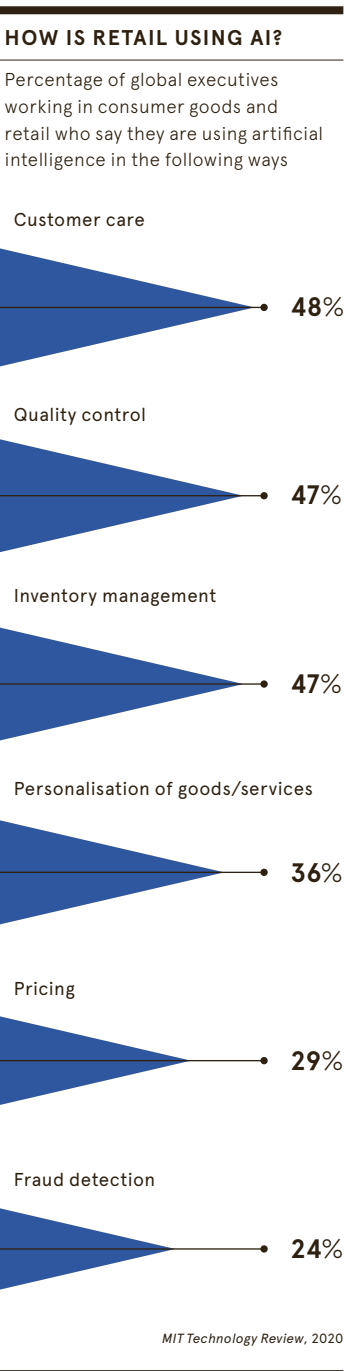 HOW IS RETAIL USING AI?
Percentage of global executives
working in consumer goods and
retail who say they are using artificial
intelligence in the following ways
Customer care
48%
Quality control
47%
Inventory management
47%
Personalisation of goods/services
36%
Pricing
29%
Fraud detection
24%
MIT Technology Review, 2020